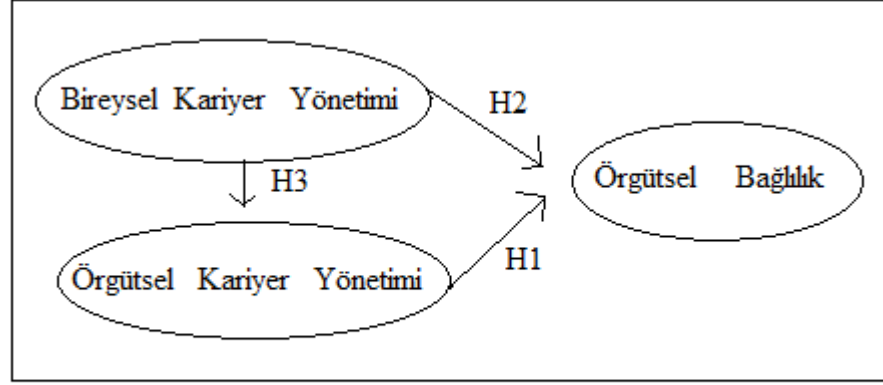 Bireysel Kariyer Yönetimi
H2
Örgütsel Bağlılık
H3
Örgütsel Kariyer Yönetimi
H1